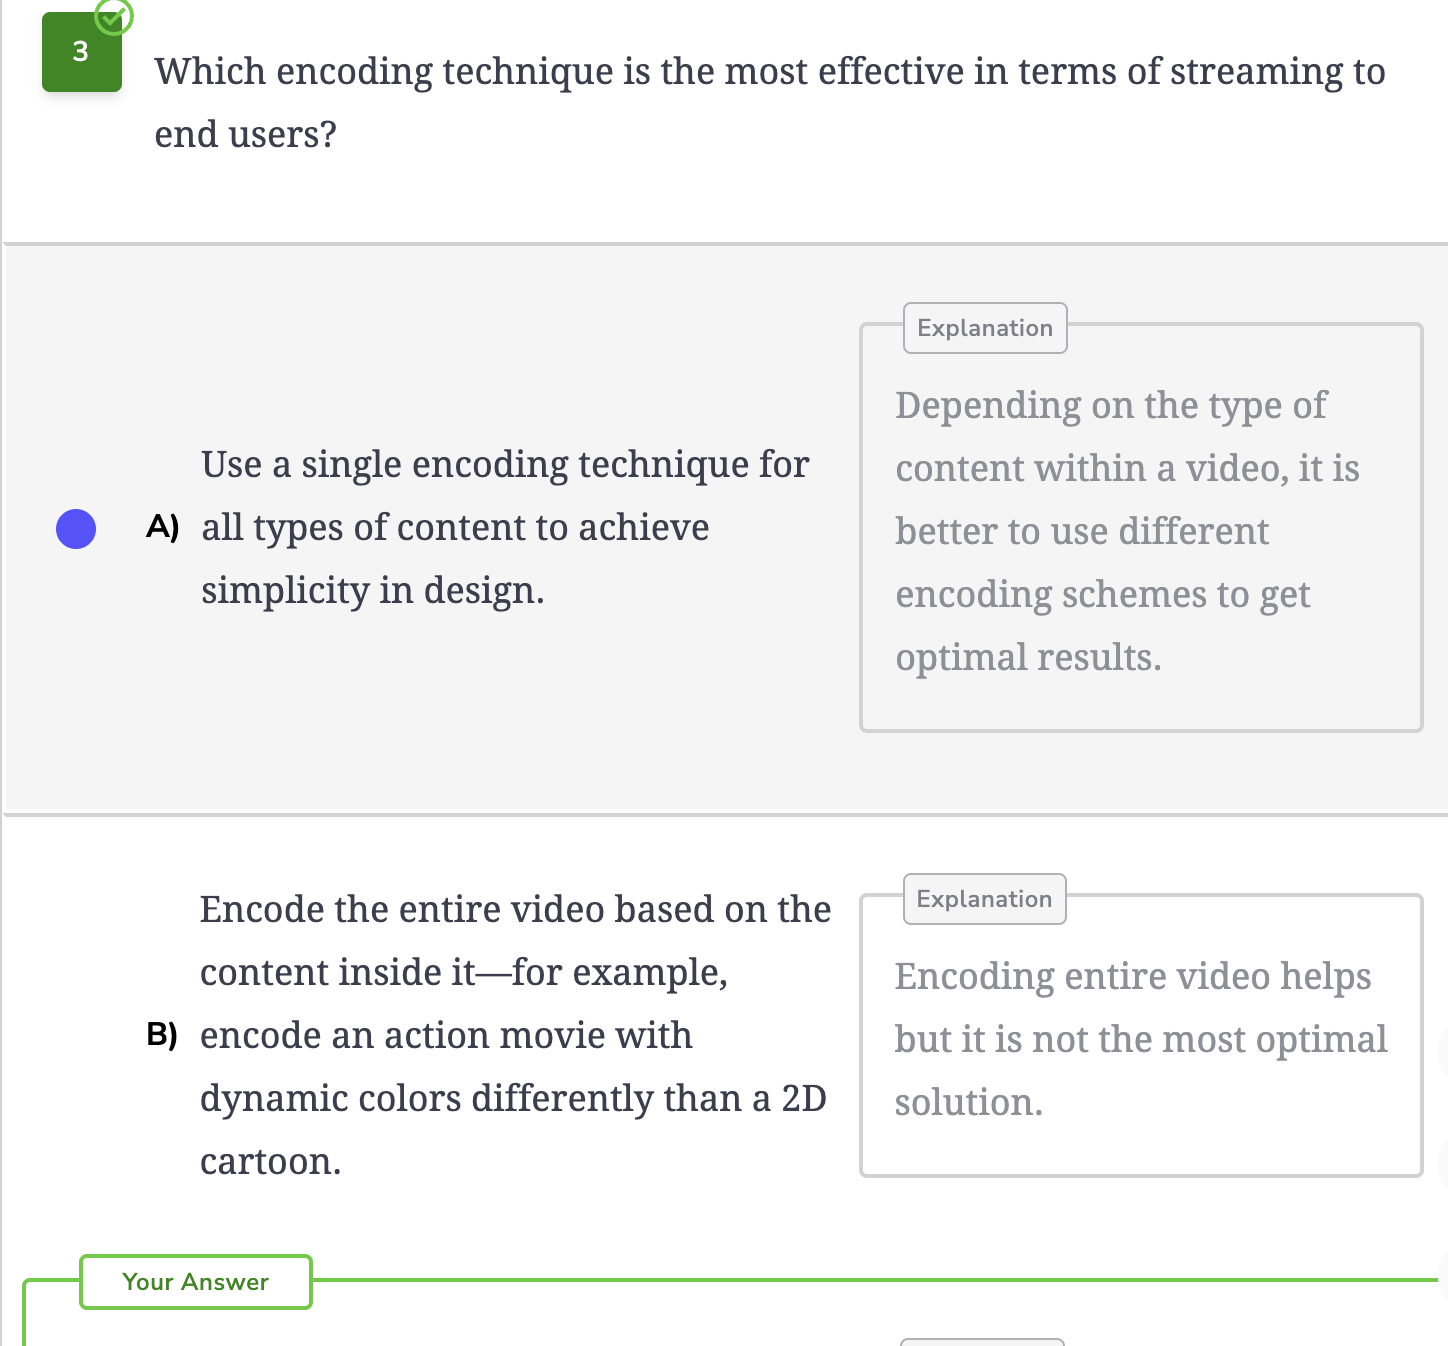 3
Which encoding technique is the most effective in terms of streaming to
end users?
Explanation
Depending on the type of
content within a video, it is
better to use different
encoding schemes to get
optimal results.
Use a single encoding technique for
A) all types of content to achieve
simplicity in design.
Explanation
Encoding entire video helps
but it is not the most optimal
solution.
Encode the entire video based on the
content inside it—for example,
B) encode an action movie with
dynamic colors differently than a 2D
cartoon.
Your Answer